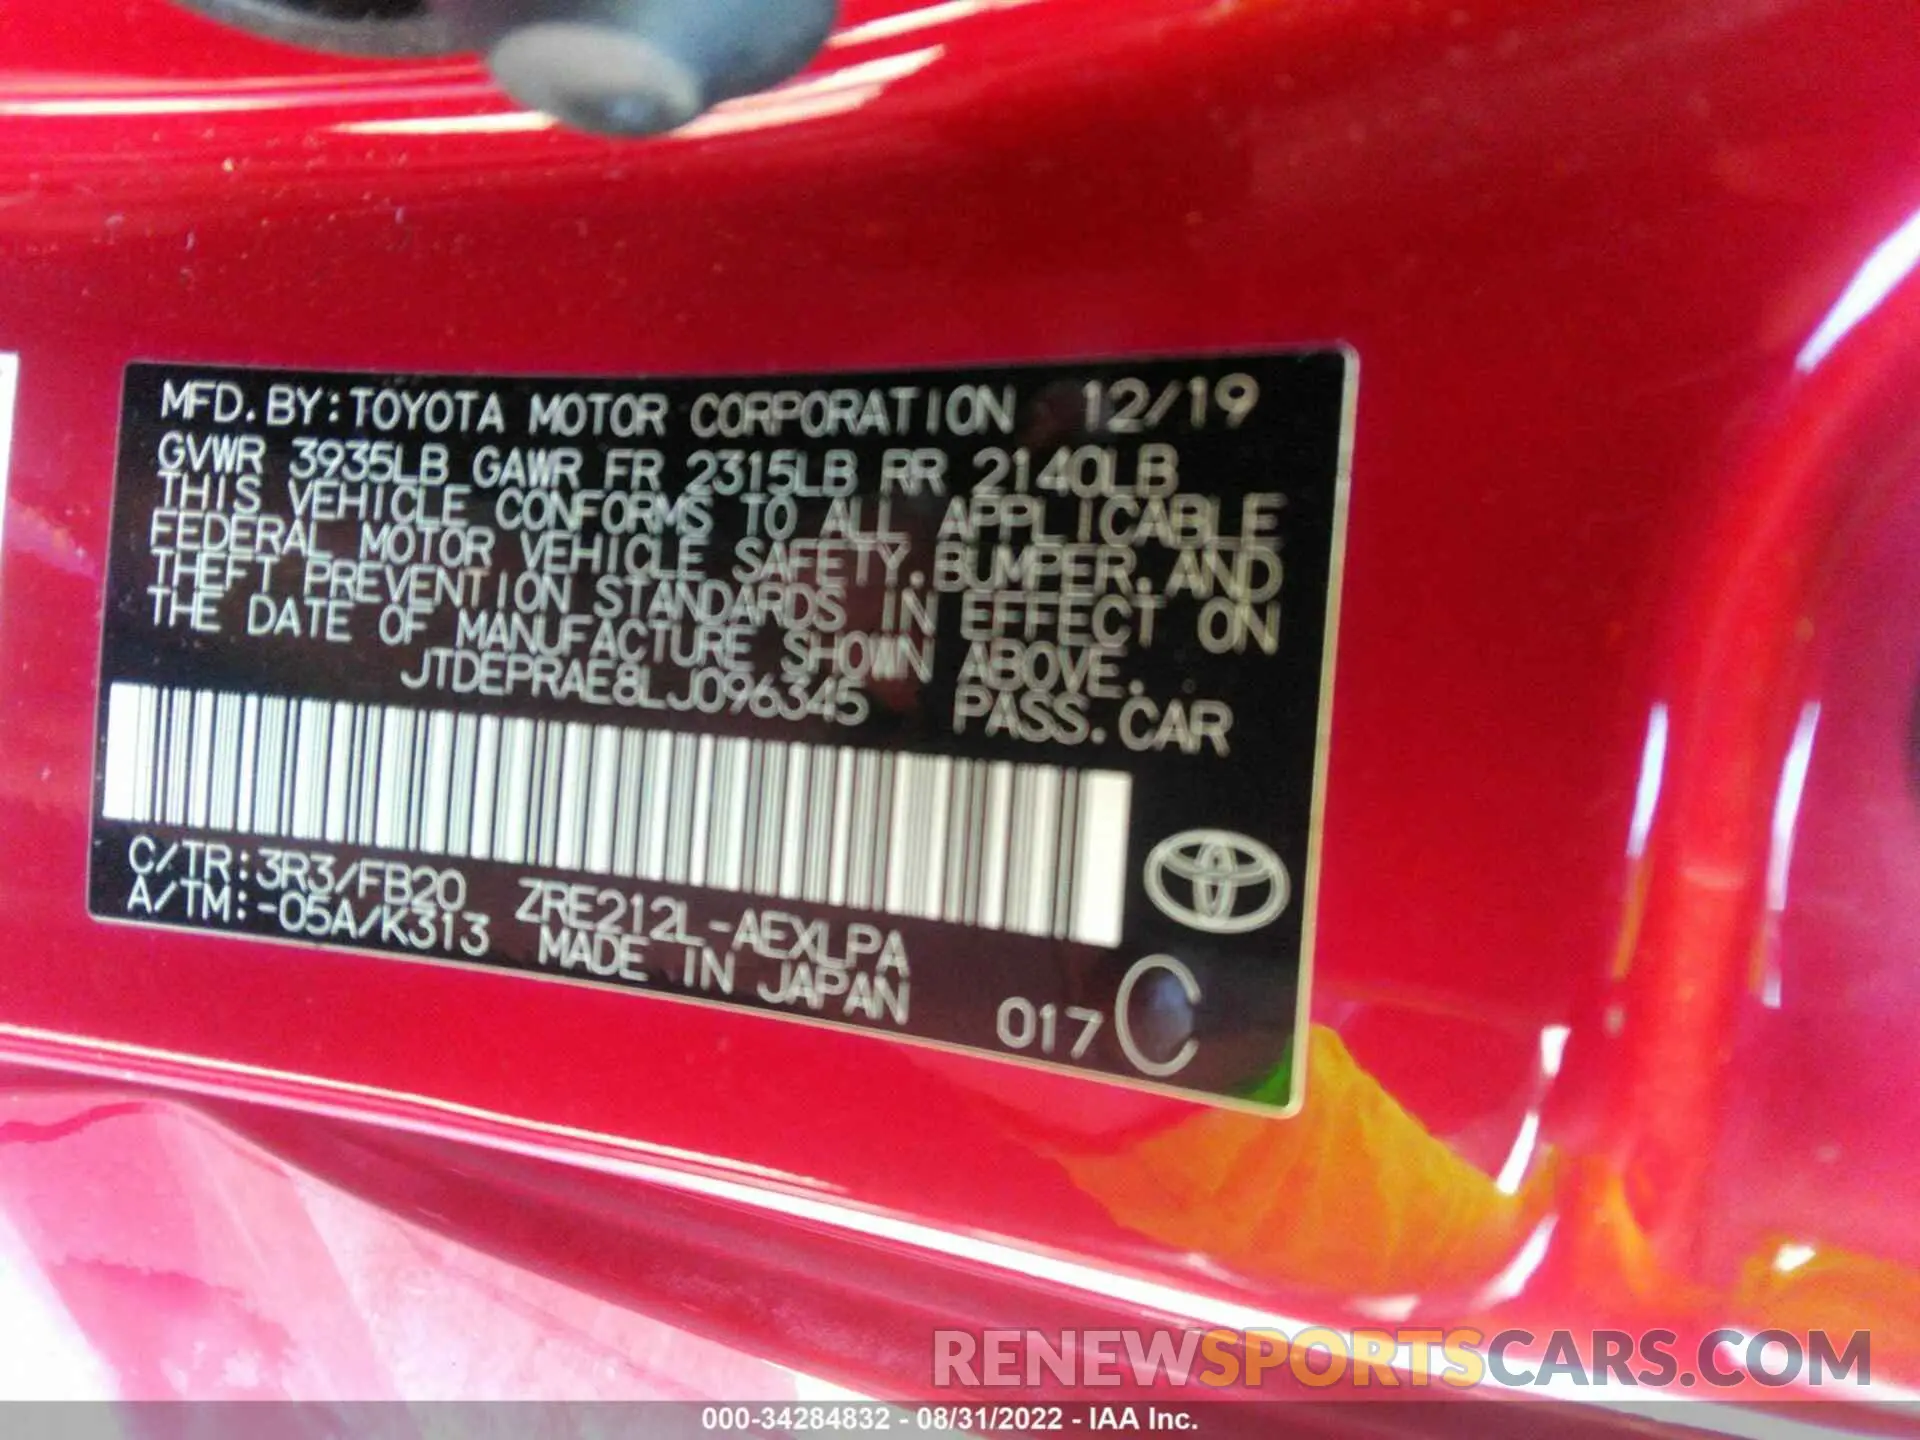 MFD.BY:TOYOTA MOTOR CORPORATION 12/19
GVWR 3935LB GAWR FR 2315LB RR 2140LB
THIS VEHICLE CONFORMS TO ALL APPLICABLE
FEDERAL MOTOR VEHICLE SAFETY.BUMPER.AND
THEFT PREVENTION STANDARDS IN EFFECT ON
THE DATE OF MANUFACTURE SHOWN ABOVE.
JTDEPRAE8LJ096345 PASS.CAR
C/TR:3R3/FB20 ZRE212L-AEXLPA
A/TM:-05A/K313 MADE IN JAPAN
017 C
RENEWSPORTSCARS.COM
000-34284832 - 08/31/2022 - IAA Inc.